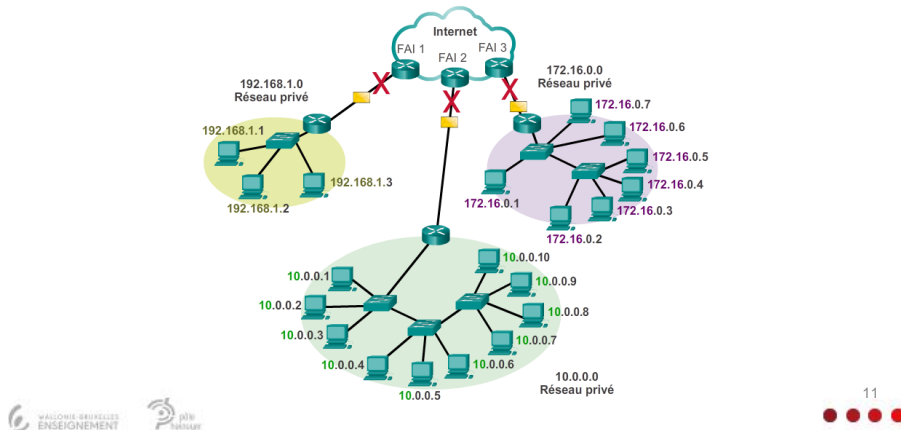 Internet
FAI 1
FAI 2
FAI 3
192.168.1.0
Réseau privé
192.168.1.1
192.168.1.2
192.168.1.3
172.16.0.0
Réseau privé
172.16.0.7
172.16.0.6
172.16.0.5
172.16.0.4
172.16.0.3
172.16.0.2
172.16.0.1
10.0.0.1
10.0.0.2
10.0.0.3
10.0.0.4
10.0.0.5
10.0.0.6
10.0.0.7
10.0.0.8
10.0.0.9
10.0.0.10
10.0.0.0
Réseau privé
WALLONIE-BRUXELLES
ENSEIGNEMENT
pôle
hainuyer
11